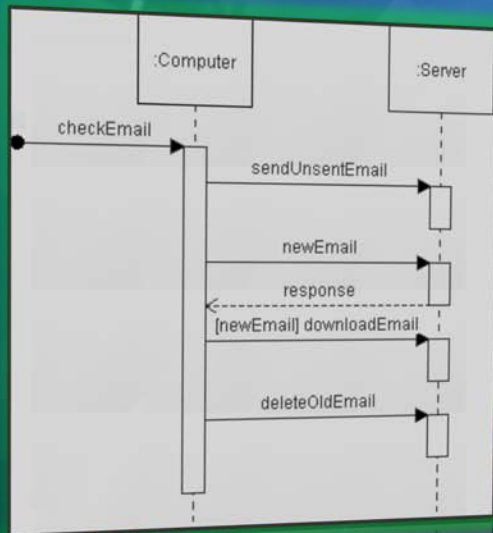 :Computer
:Server
checkEmail
sendUnsentEmail
newEmail
response
[newEmail] downloadEmail
deleteOldEmail